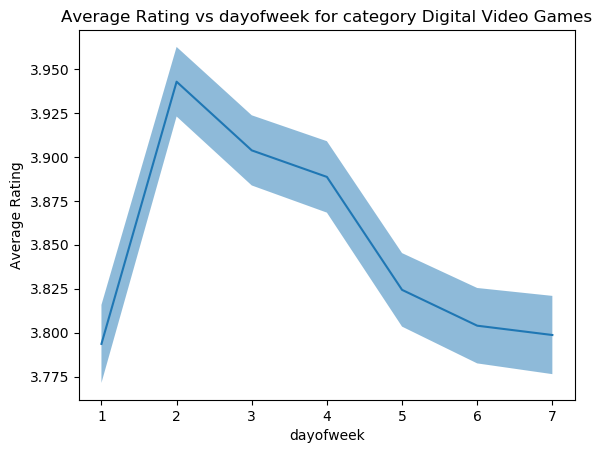 Average Rating vs dayofweek for category Digital Video Games
Average Rating
3.950
3.925
3.900
3.875
3.850
3.825
3.800
3.775
1 2 3 4 5 6 7
dayofweek